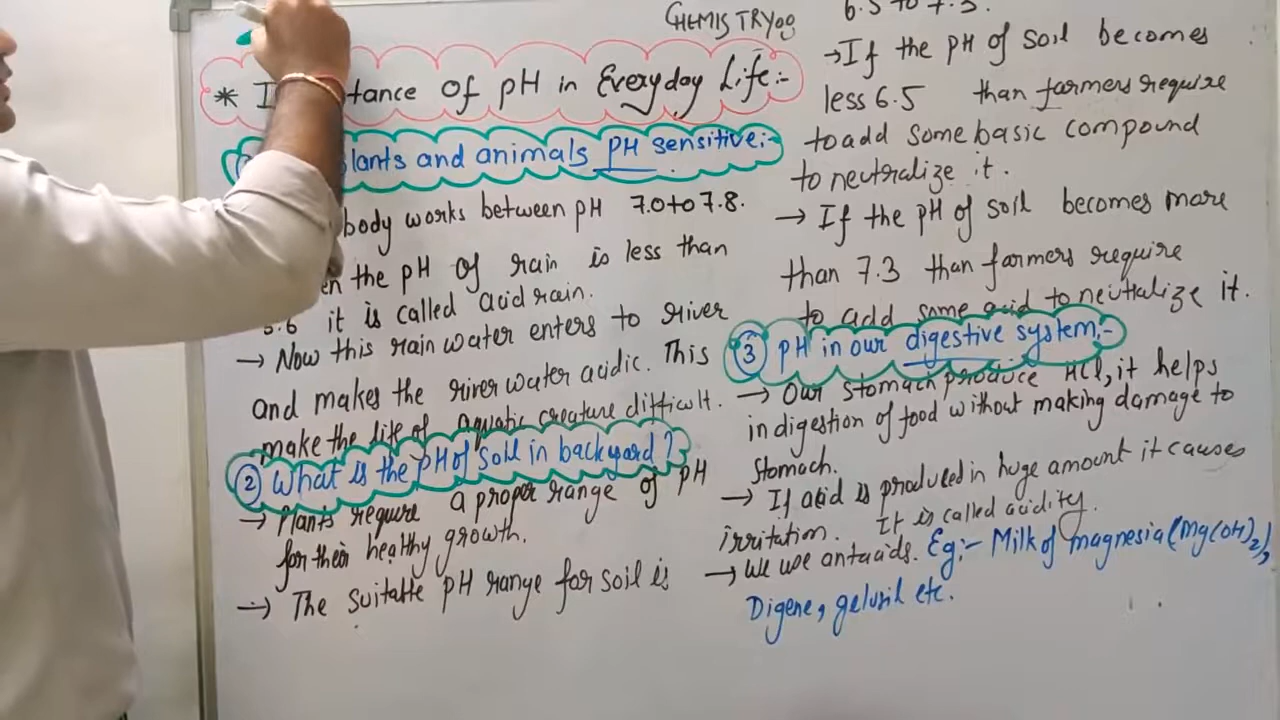 CHEMISTRY09
* I tance of pH in Everyday Life:-
lants and animals PH sensitive:-
body works between pH 7.0 to 7.8.
en the pH of rain is less than
5.6 it is called acid rain.
→ Now this rain water enters to river
and makes the river water acidic. This
make the life of aquatic creature difficult.
② What is the pH of soil in backyard?
→ Plants require a proper range of pH
for their healthy growth.
→ The suitable pH range for soil is
6.5 to 7.3.
→ If the pH of soil becomes
less 6.5 than farmers require
to add some basic compound
to neutralize it.
→ If the pH of soil becomes more
than 7.3 than farmers require
to add some acid to neutralize it.
③ pH in our digestive system:-
→ Our stomach produce HCl, it helps
in digestion of food without making damage to
stomach.
→ If acid is produced in huge amount it causes
irritation. It is called acidity.
→ We use antacids. Eg:- Milk of magnesia (Mg(OH)2),
Digene, gelusil etc.